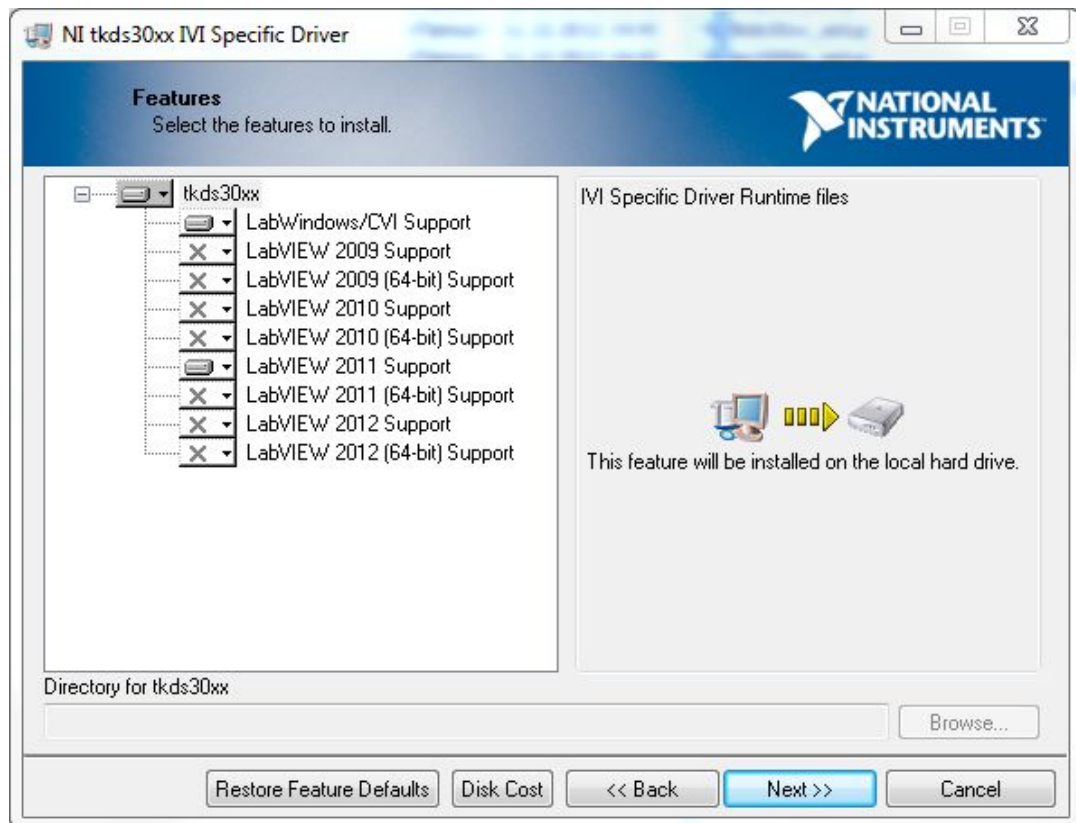 NI tkds30xx IVI Specific Driver
Features
Select the features to install.
NATIONAL
INSTRUMENTS
tkds30xx
LabWindows/CVI Support
LabVIEW 2009 Support
LabVIEW 2009 (64-bit) Support
LabVIEW 2010 Support
LabVIEW 2010 (64-bit) Support
LabVIEW 2011 Support
LabVIEW 2011 (64-bit) Support
LabVIEW 2012 Support
LabVIEW 2012 (64-bit) Support
IVI Specific Driver Runtime files
This feature will be installed on the local hard drive.
Directory for tkds30xx
Browse...
Restore Feature Defaults
Disk Cost
<< Back
Next >>
Cancel